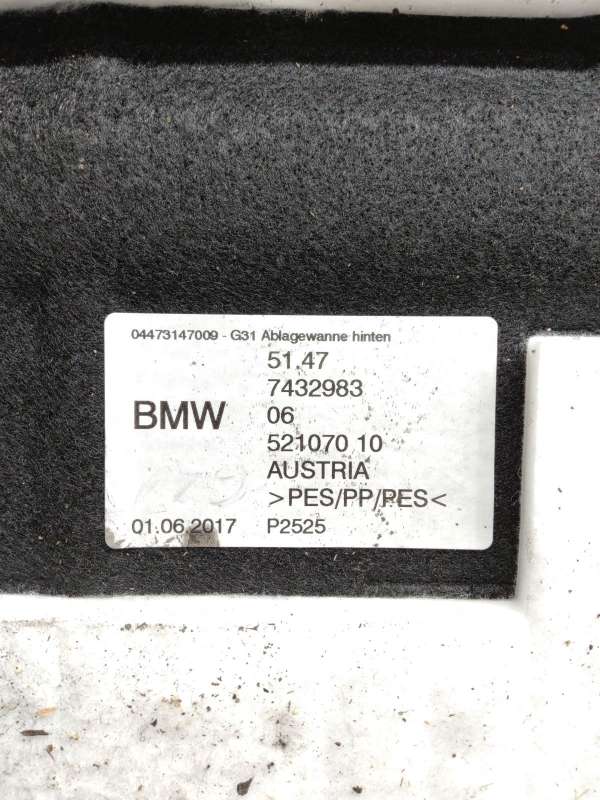 04473147009 - G31 Ablagewanne hinten
51.47
7432983
BMW 06
521070 10
AUSTRIA
>PES/PP/PES<
01.06.2017 P2525